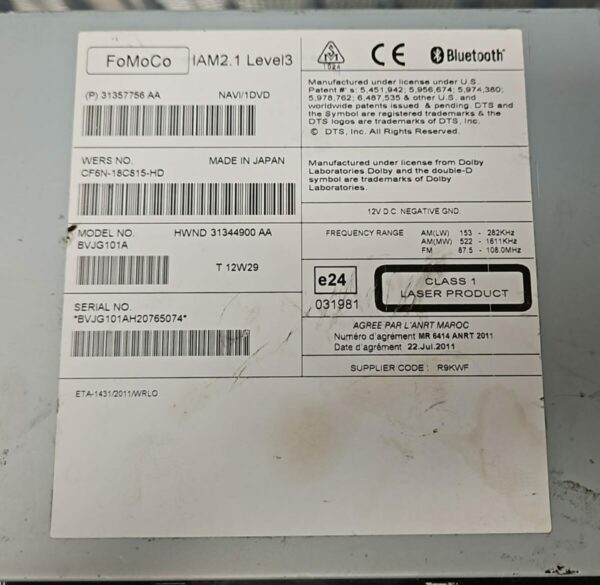 FoMoCo IAM2.1 Level3
(P) 31357756 AA NAVI/1DVD
WERS NO. MADE IN JAPAN
CF6N-18C815-HD
MODEL NO. HWND 31344900 AA
BVJG101A
T 12W29
SERIAL NO.
*BVJG101AH20765074*
ETA-1431/2011/WRLO
1024
CE
Bluetooth®
Manufactured under license under U.S.
Patent #'s: 5,451,942; 5,956,674; 5,974,380;
5,978,762; 6,487,535 & other U.S. and
worldwide patents issued & pending. DTS and
the Symbol are registered trademarks & the
DTS logos are trademarks of DTS, Inc.
© DTS, Inc. All Rights Reserved.
Manufactured under license from Dolby
Laboratories.Dolby and the double-D
symbol are trademarks of Dolby
Laboratories.
12V D.C. NEGATIVE GND.
FREQUENCY RANGE AM(LW) 153 - 282KHz
AM(MW) 522 - 1611KHz
FM 87.5 - 108.0MHz
e24
031981
CLASS 1
LASER PRODUCT
AGREE PAR L'ANRT MAROC
Numéro d'agrément MR 6414 ANRT 2011
Date d'agrément 22.Jul.2011
SUPPLIER CODE : R9KWF